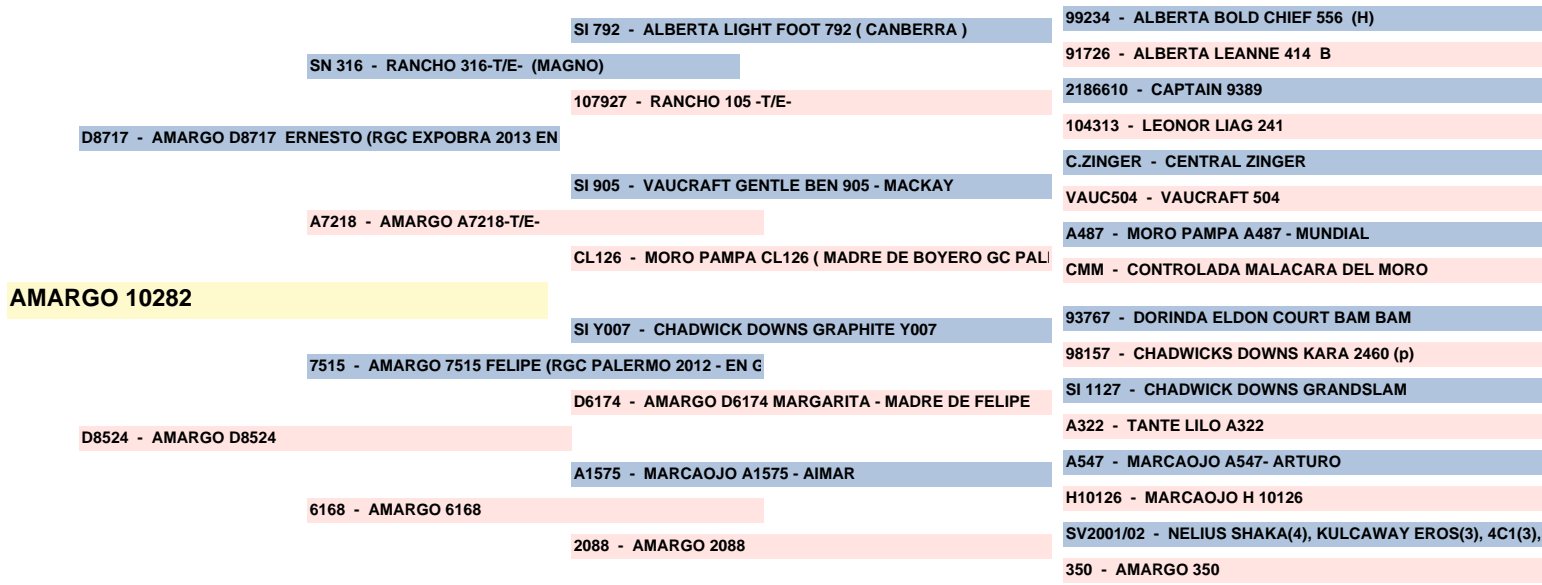 99234 - ALBERTA BOLD CHIEF 556 (H)
SI 792 - ALBERTA LIGHT FOOT 792 ( CANBERRA )
91726 - ALBERTA LEANNE 414 B
SN 316 - RANCHO 316-T/E- (MAGNO)
2186610 - CAPTAIN 9389
107927 - RANCHO 105 -T/E-
104313 - LEONOR LIAG 241
D8717 - AMARGO D8717 ERNESTO (RGC EXPOBRA 2013 EN
C.ZINGER - CENTRAL ZINGER
SI 905 - VAUCRAFT GENTLE BEN 905 - MACKAY
VAUC504 - VAUCRAFT 504
A7218 - AMARGO A7218-T/E-
A487 - MORO PAMPA A487 - MUNDIAL
CL126 - MORO PAMPA CL126 ( MADRE DE BOYERO GC PAL
CMM - CONTROLADA MALACARA DEL MORO
AMARGO 10282
93767 - DORINDA ELDON COURT BAM BAM
SI Y007 - CHADWICK DOWNS GRAPHITE Y007
98157 - CHADWICKS DOWNS KARA 2460 (p)
7515 - AMARGO 7515 FELIPE (RGC PALERMO 2012 - EN G
SI 1127 - CHADWICK DOWNS GRANDSLAM
D6174 - AMARGO D6174 MARGARITA - MADRE DE FELIPE
A322 - TANTE LILO A322
D8524 - AMARGO D8524
A547 - MARCAOJO A547- ARTURO
A1575 - MARCAOJO A1575 - AIMAR
H10126 - MARCAOJO H 10126
6168 - AMARGO 6168
SV2001/02 - NELIUS SHAKA(4), KULCAWAY EROS(3), 4C1(3),
2088 - AMARGO 2088
350 - AMARGO 350